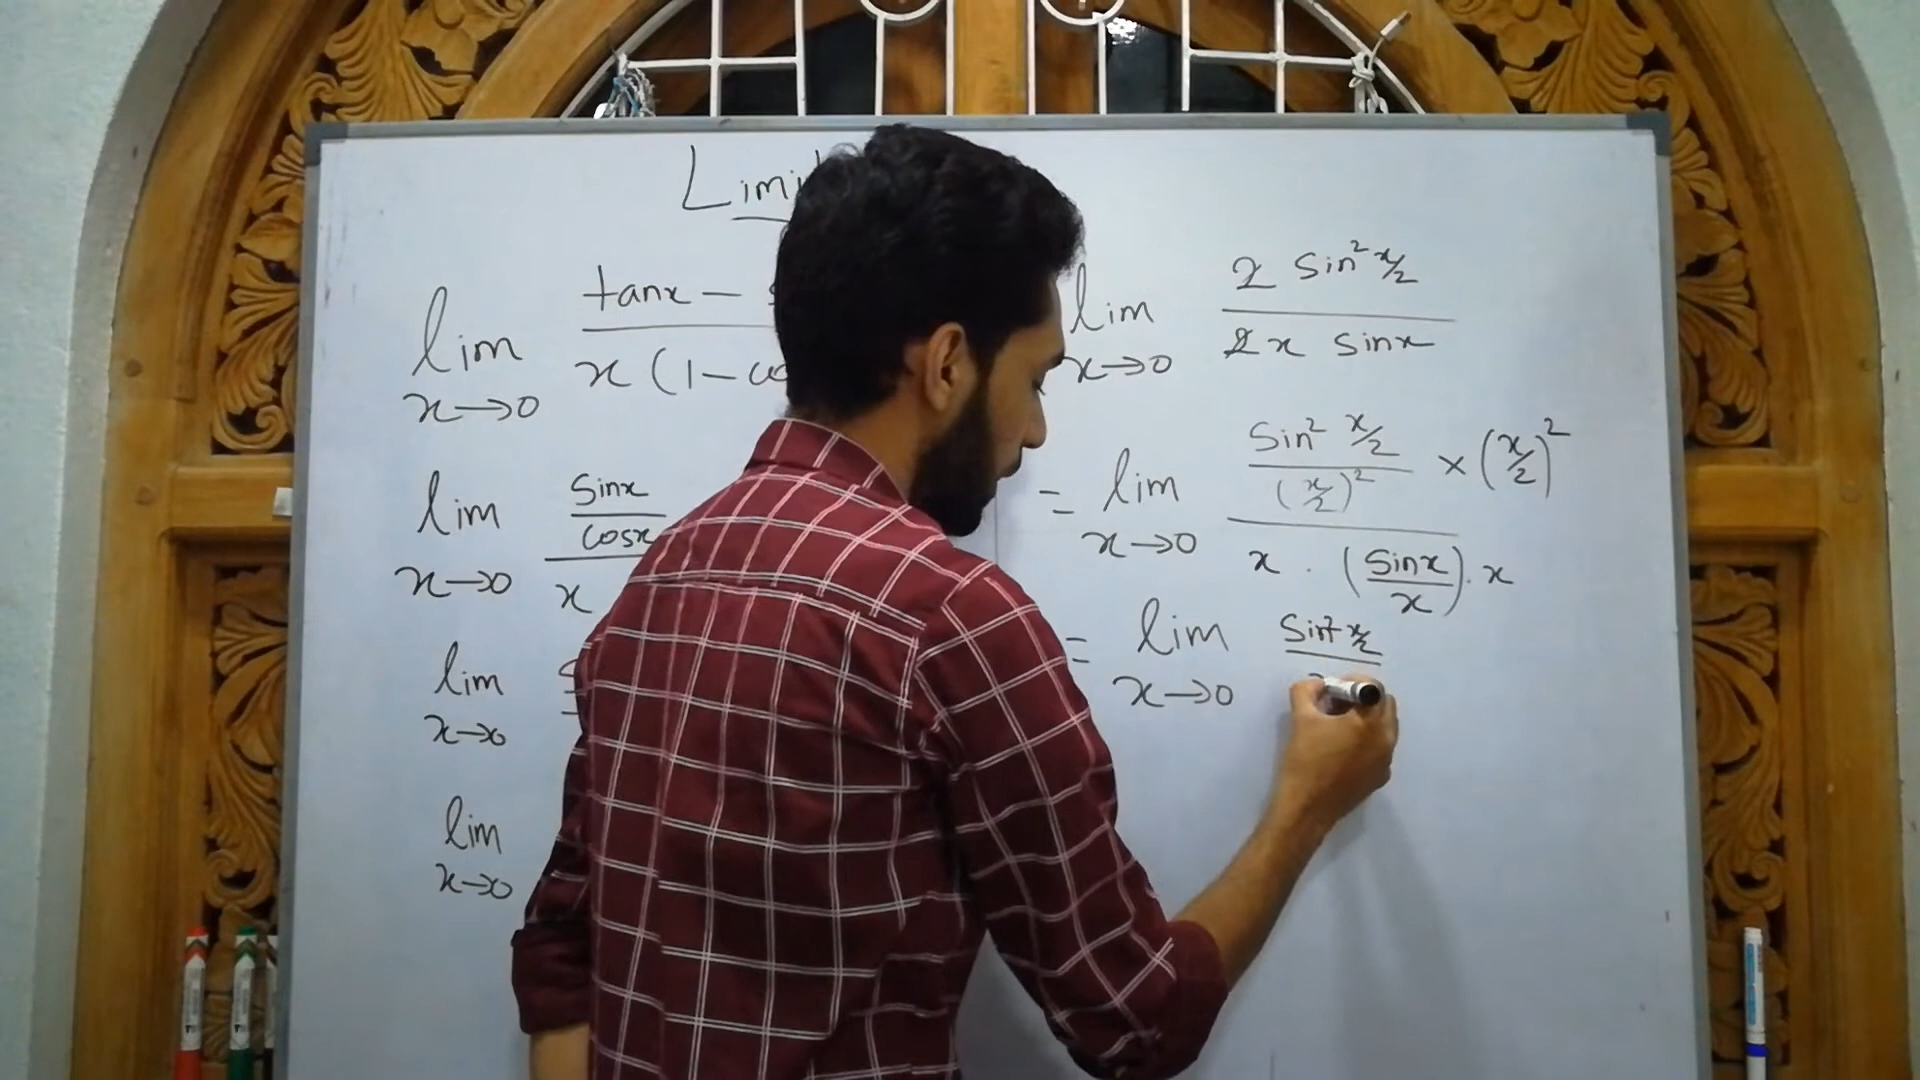 Limi
lim x→0 tanx − / x(1−co
lim x→0 sinx/cosx / x
lim x→0
lim x→0
lim x→0 2 sin² x/2 / 2x sinx
= lim x→0 sin² x/2 / (x/2)² × (x/2)² / x · (sinx/x) · x
= lim x→0 sin² x/2